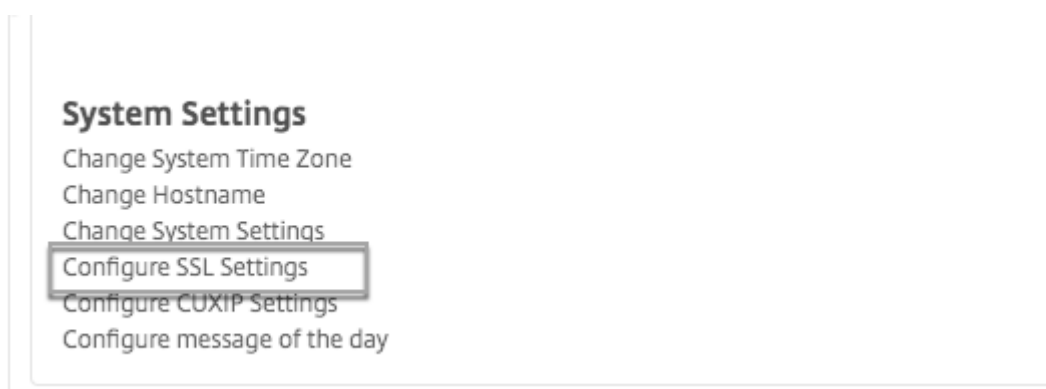 System Settings
Change System Time Zone
Change Hostname
Change System Settings
Configure SSL Settings
Configure CUXIP Settings
Configure message of the day